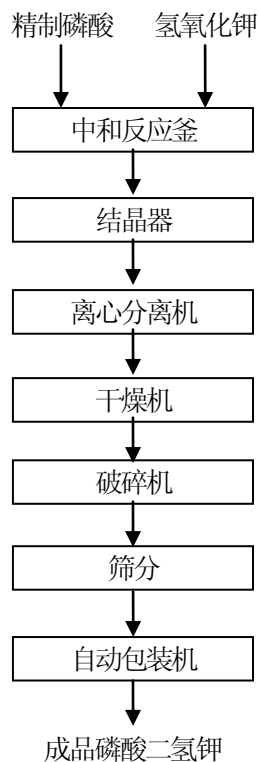 精制磷酸 氢氧化钾
中和反应釜
结晶器
离心分离机
干燥机
破碎机
筛分
自动包装机
成品磷酸二氢钾